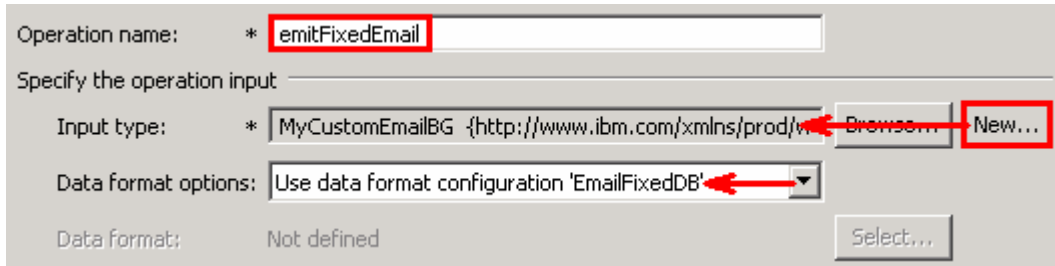 Operation name: * emitFixedEmail
Specify the operation input
Input type: * MyCustomEmailBG {http://www.ibm.com/xmlns/prod/w Browse... New...
Data format options: Use data format configuration 'EmailFixedDB'
Data format: Not defined Select...